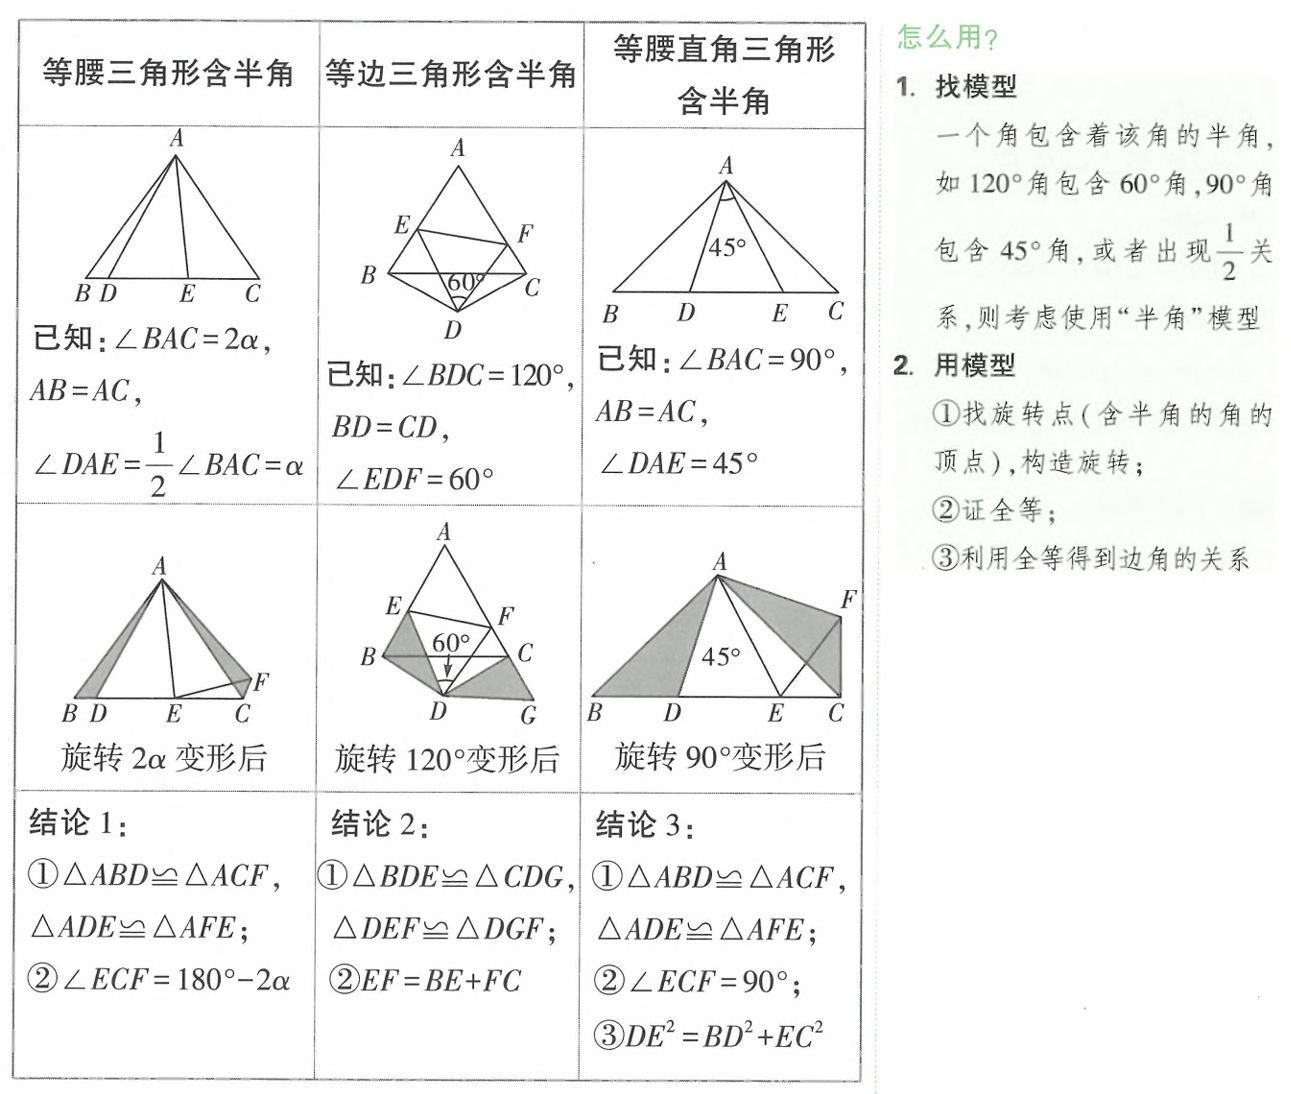 等腰三角形含半角
等边三角形含半角
等腰直角三角形
含半角
A
B D E C
已知:∠BAC=2α,
AB=AC,
∠DAE=1/2∠BAC=α
A
E F
B 60° C
D
已知:∠BDC=120°,
BD=CD,
∠EDF=60°
A
45°
B D E C
已知:∠BAC=90°,
AB=AC,
∠DAE=45°
A
F
B D E C
旋转2α变形后
A
E F
60°
B C
D G
旋转120°变形后
A
F
45°
B D E C
旋转90°变形后
结论1:
①△ABD≌△ACF,
△ADE≌△AFE;
②∠ECF=180°-2α
结论2:
①△BDE≌△CDG,
△DEF≌△DGF;
②EF=BE+FC
结论3:
①△ABD≌△ACF,
△ADE≌△AFE;
②∠ECF=90°;
③DE²=BD²+EC²
怎么用?
1. 找模型
一个角包含着该角的半角,
如120°角包含60°角,90°角
包含45°角,或者出现1/2关
系,则考虑使用“半角”模型
2. 用模型
①找旋转点(含半角的角的
顶点),构造旋转;
②证全等;
③利用全等得到边角的关系